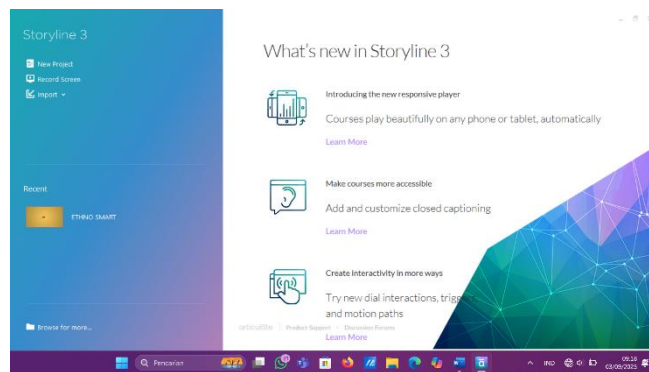 Storyline 3
New Project
Record Screen
Import
Recent
ETHNO SMART
Browse for more...
What's new in Storyline 3
Introducing the new responsive player
Courses play beautifully on any phone or tablet, automatically
Learn More
Make courses more accessible
Add and customize closed captioning
Learn More
Create interactivity in more ways
Try new dial interactions, triggers,
and motion paths
Learn More
articulate Product Support Discussion Forums
Pencarian
IND
09:18
03/09/2025